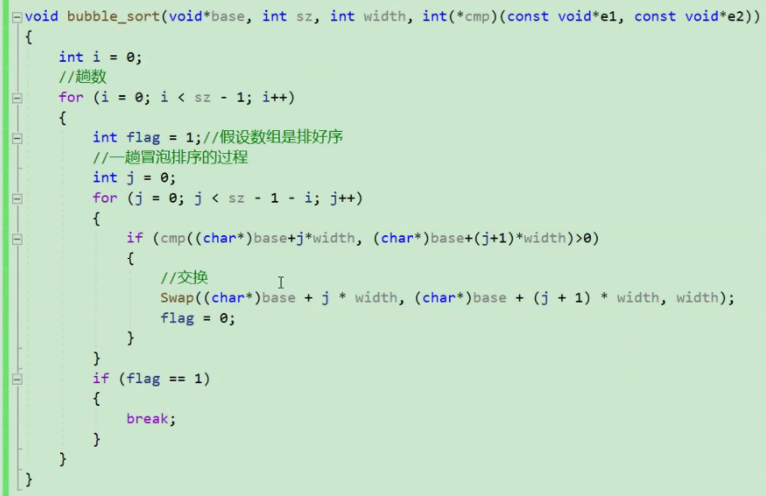 void bubble_sort(void*base, int sz, int width, int(*cmp)(const void*e1, const void*e2))
{
int i = 0;
//趟数
for (i = 0; i < sz - 1; i++)
{
int flag = 1;//假设数组是排好序
//一趟冒泡排序的过程
int j = 0;
for (j = 0; j < sz - 1 - i; j++)
{
if (cmp((char*)base+j*width, (char*)base+(j+1)*width)>0)
{
//交换
Swap((char*)base + j * width, (char*)base + (j + 1) * width, width);
flag = 0;
}
}
if (flag == 1)
{
break;
}
}
}